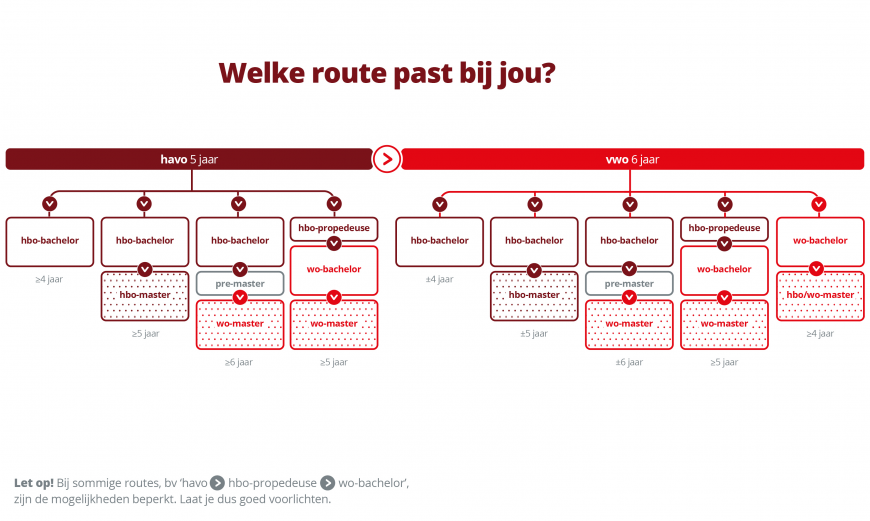 Welke route past bij jou?
havo 5 jaar
vwo 6 jaar
hbo-bachelor
≥4 jaar
hbo-bachelor
hbo-master
≥5 jaar
hbo-bachelor
pre-master
wo-master
≥6 jaar
hbo-propedeuse
wo-bachelor
wo-master
≥5 jaar
hbo-bachelor
±4 jaar
hbo-bachelor
hbo-master
±5 jaar
hbo-bachelor
pre-master
wo-master
±6 jaar
hbo-propedeuse
wo-bachelor
wo-master
≥5 jaar
wo-bachelor
hbo/wo-master
≥4 jaar
Let op! Bij sommige routes, bv ‘havo hbo-propedeuse wo-bachelor’,
zijn de mogelijkheden beperkt. Laat je dus goed voorlichten.